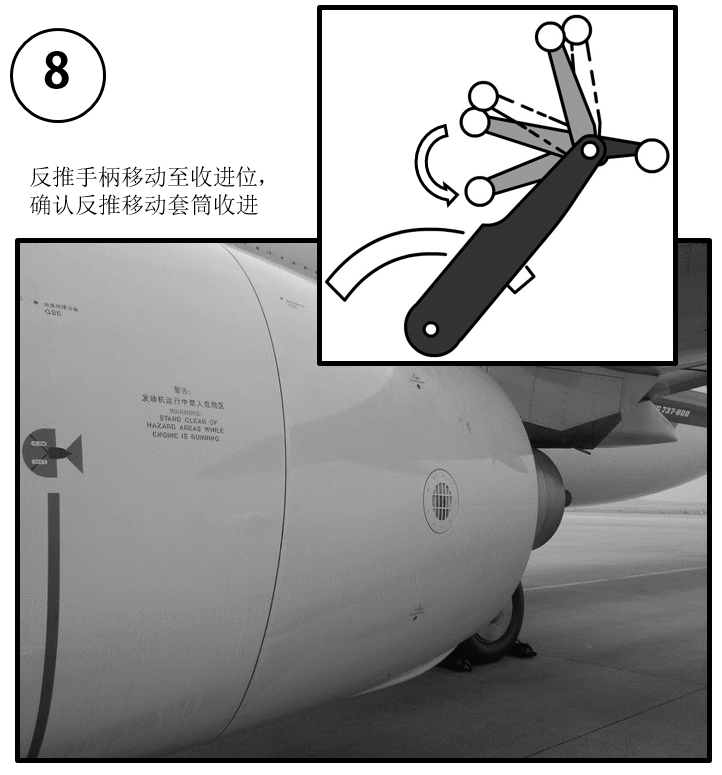 8
反推手柄移动至收进位，
确认反推移动套筒收进
GSE
警告：
发动机运行中禁入危险区
WARNING:
STAND CLEAR OF
HAZARD AREAS WHILE
ENGINE IS RUNNING
737-800